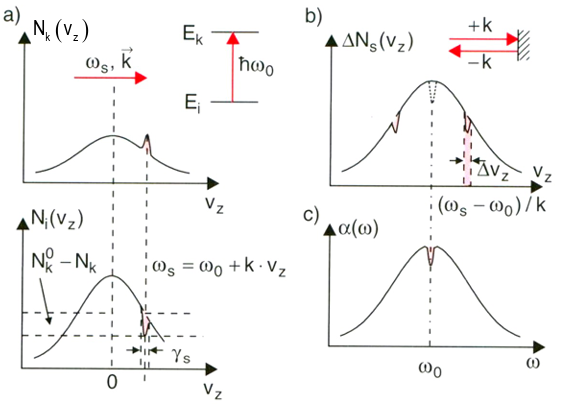 a)
N_k(v_z)
ω_s, k⃗
E_k
ħω_0
E_i
v_z
N_i(v_z)
N_k^0 − N_k
ω_s = ω_0 + k · v_z
γ_s
0
v_z
b)
ΔN_s(v_z)
+k
−k
Δv_z
v_z
(ω_s − ω_0) / k
c)
α(ω)
ω_0
ω